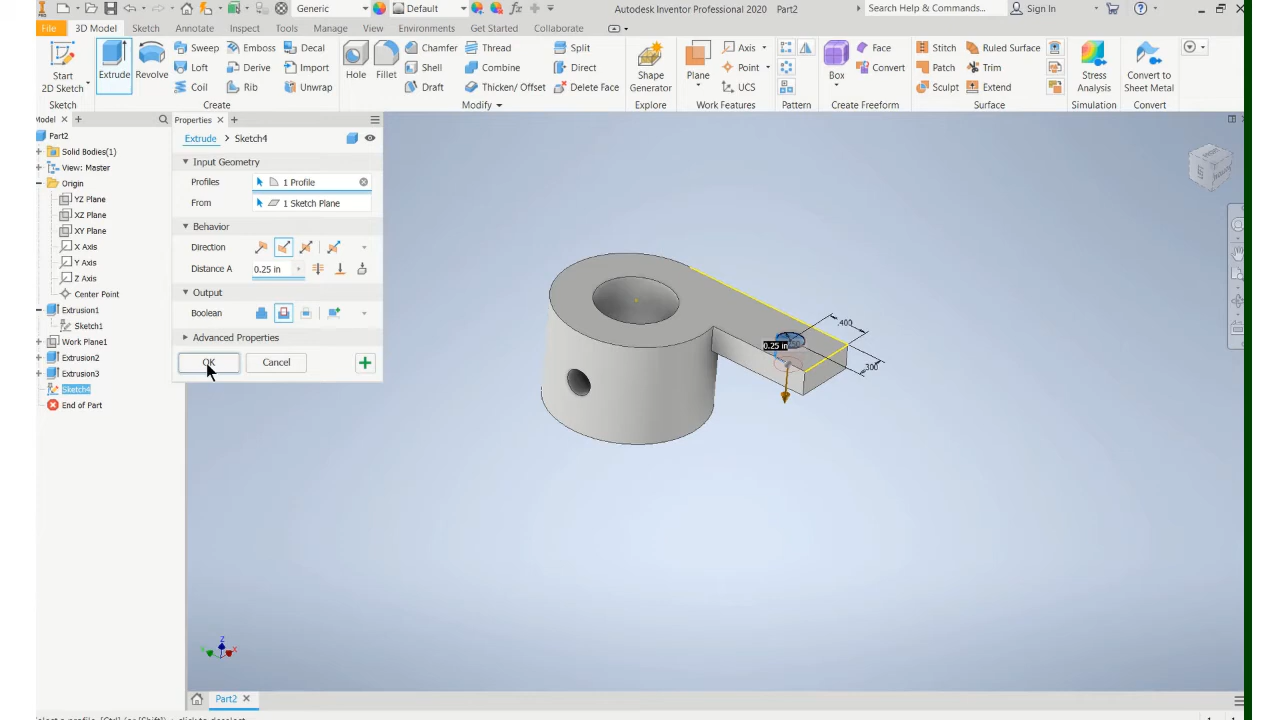 PRO Generic Default fx Autodesk Inventor Professional 2020 Part2 Search Help & Commands... Sign In
File 3D Model Sketch Annotate Inspect Tools Manage View Environments Get Started Collaborate
Start 2D Sketch
Extrude
Revolve
Sweep Emboss Decal
Loft Derive Import
Coil Rib Unwrap
Hole
Fillet
Chamfer Thread Split
Shell Combine Direct
Draft Thicken/ Offset Delete Face
Shape Generator
Plane
Axis
Point
UCS
Box
Face
Convert
Stitch Ruled Surface
Patch Trim
Sculpt Extend
Stress Analysis
Convert to Sheet Metal
Sketch Create Modify Explore Work Features Pattern Create Freeform Surface Simulation Convert
Model
Part2
Solid Bodies(1)
View: Master
Origin
YZ Plane
XZ Plane
XY Plane
X Axis
Y Axis
Z Axis
Center Point
Extrusion1
Sketch1
Work Plane1
Extrusion2
Extrusion3
Sketch4
End of Part
Properties
Extrude > Sketch4
Input Geometry
Profiles 1 Profile
From 1 Sketch Plane
Behavior
Direction
Distance A 0.25 in
Output
Boolean
Advanced Properties
OK Cancel
.400
0.25 in
.300
Z
X
Part2